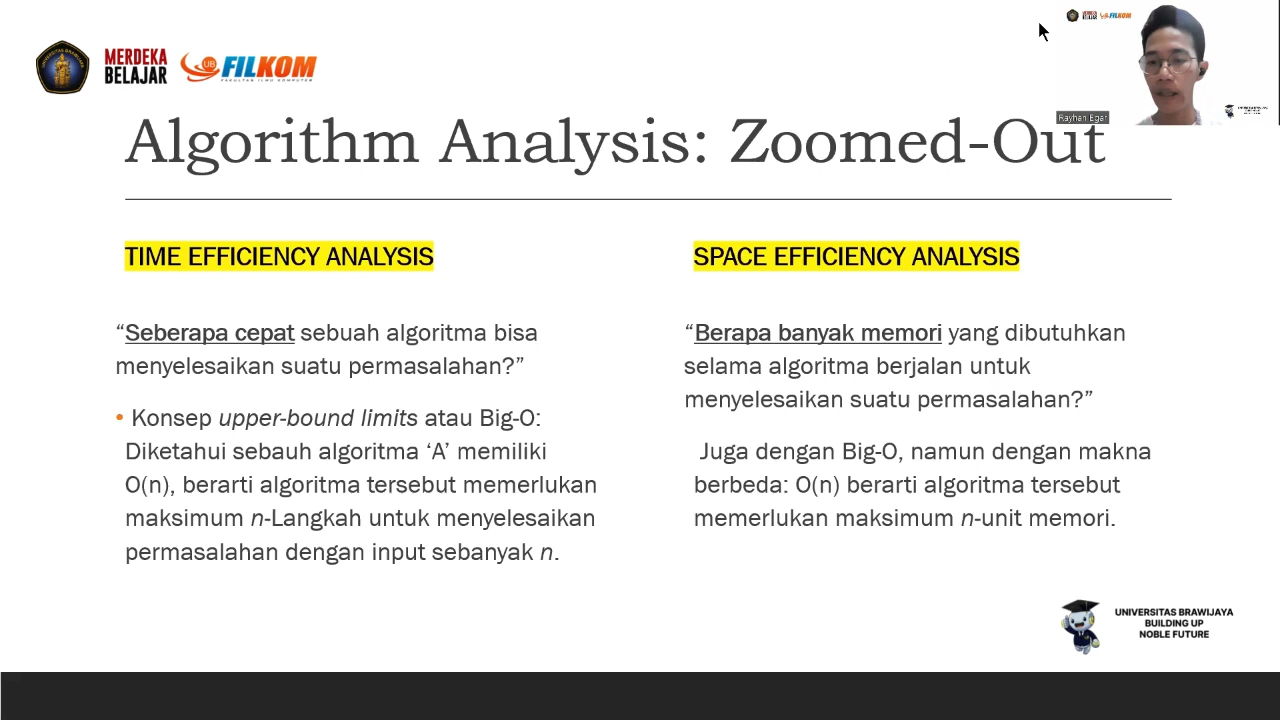 MERDEKA
BELAJAR
UB
FILKOM
FAKULTAS ILMU KOMPUTER
FILKOM
Rayhan Egar
Algorithm Analysis: Zoomed-Out
TIME EFFICIENCY ANALYSIS
“Seberapa cepat sebuah algoritma bisa
menyelesaikan suatu permasalahan?”
• Konsep upper-bound limits atau Big-O:
Diketahui sebauh algoritma ‘A’ memiliki
O(n), berarti algoritma tersebut memerlukan
maksimum n-Langkah untuk menyelesaikan
permasalahan dengan input sebanyak n.
SPACE EFFICIENCY ANALYSIS
“Berapa banyak memori yang dibutuhkan
selama algoritma berjalan untuk
menyelesaikan suatu permasalahan?”
Juga dengan Big-O, namun dengan makna
berbeda: O(n) berarti algoritma tersebut
memerlukan maksimum n-unit memori.
UNIVERSITAS BRAWIJAYA
BUILDING UP
NOBLE FUTURE